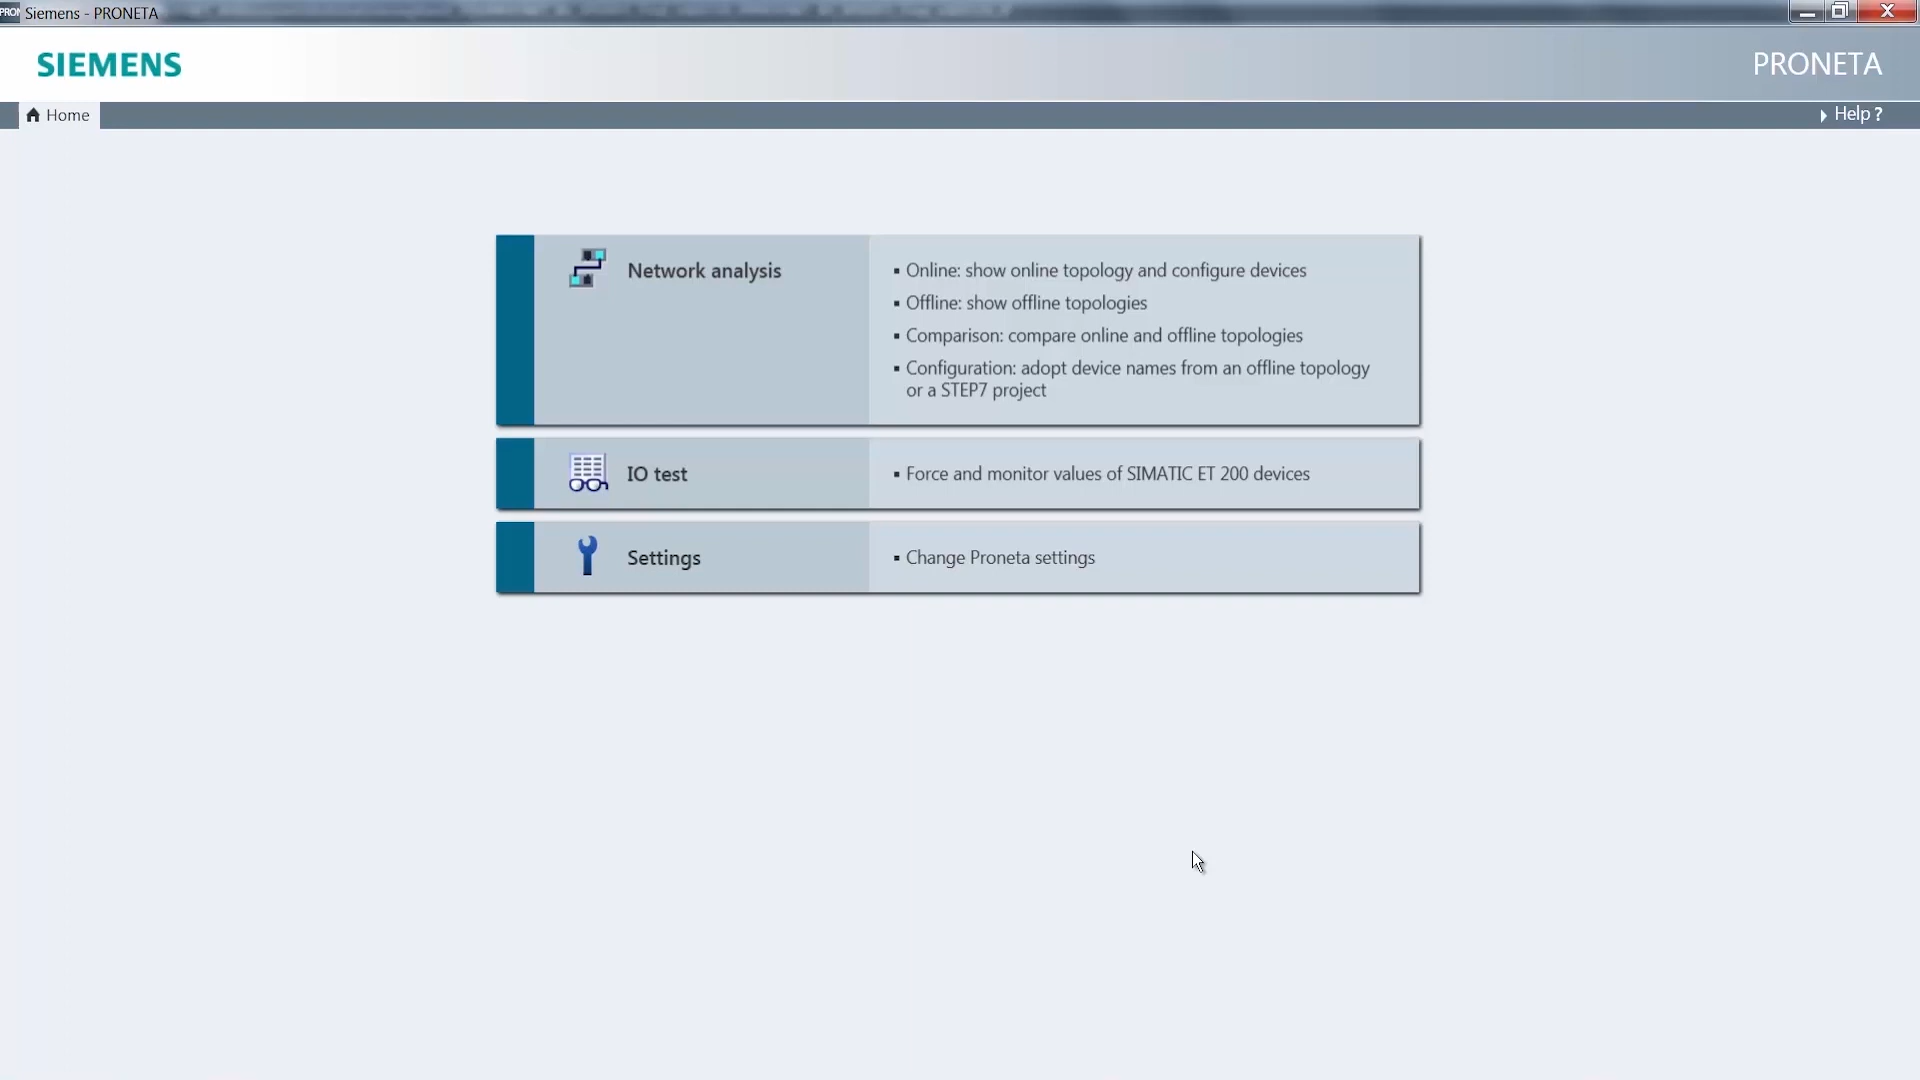 PRON Siemens - PRONETA
SIEMENS
PRONETA
Home
Help ?
Network analysis
▪ Online: show online topology and configure devices
▪ Offline: show offline topologies
▪ Comparison: compare online and offline topologies
▪ Configuration: adopt device names from an offline topology
or a STEP7 project
IO test
▪ Force and monitor values of SIMATIC ET 200 devices
Settings
▪ Change Proneta settings